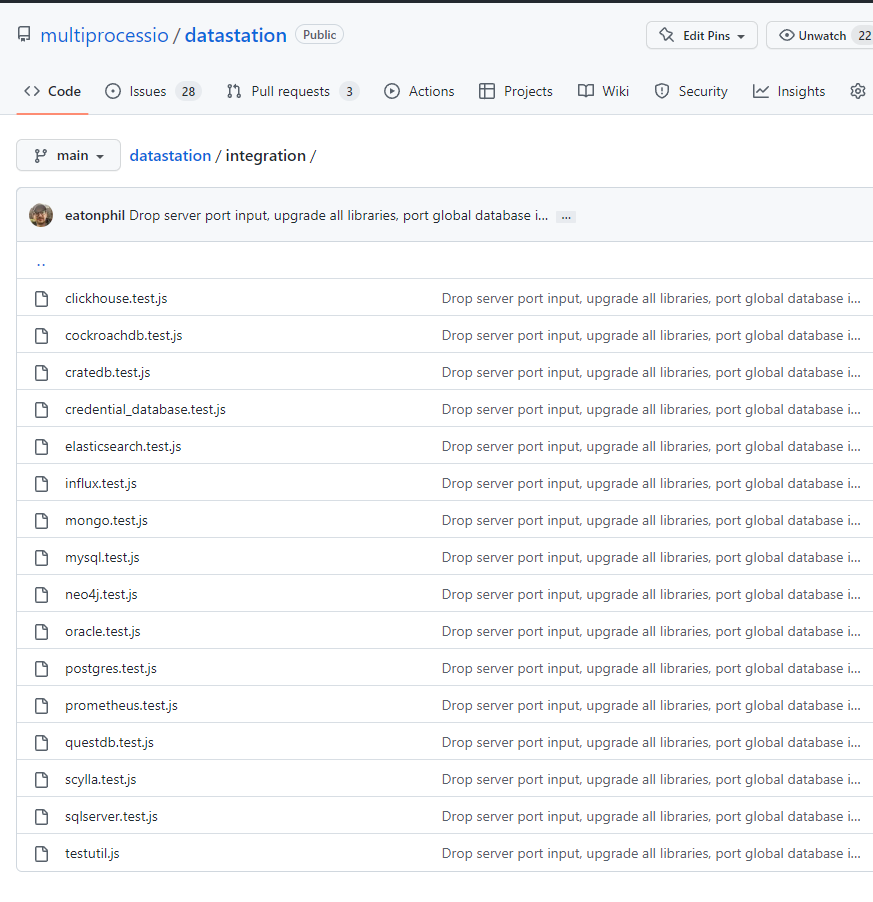 multiprocessio / datastation Public Edit Pins Unwatch 22
Code Issues 28 Pull requests 3 Actions Projects Wiki Security Insights
main datastation / integration /
eatonphil Drop server port input, upgrade all libraries, port global database i... ...
..
clickhouse.test.js Drop server port input, upgrade all libraries, port global database i...
cockroachdb.test.js Drop server port input, upgrade all libraries, port global database i...
cratedb.test.js Drop server port input, upgrade all libraries, port global database i...
credential_database.test.js Drop server port input, upgrade all libraries, port global database i...
elasticsearch.test.js Drop server port input, upgrade all libraries, port global database i...
influx.test.js Drop server port input, upgrade all libraries, port global database i...
mongo.test.js Drop server port input, upgrade all libraries, port global database i...
mysql.test.js Drop server port input, upgrade all libraries, port global database i...
neo4j.test.js Drop server port input, upgrade all libraries, port global database i...
oracle.test.js Drop server port input, upgrade all libraries, port global database i...
postgres.test.js Drop server port input, upgrade all libraries, port global database i...
prometheus.test.js Drop server port input, upgrade all libraries, port global database i...
questdb.test.js Drop server port input, upgrade all libraries, port global database i...
scylla.test.js Drop server port input, upgrade all libraries, port global database i...
sqlserver.test.js Drop server port input, upgrade all libraries, port global database i...
testutil.js Drop server port input, upgrade all libraries, port global database i...